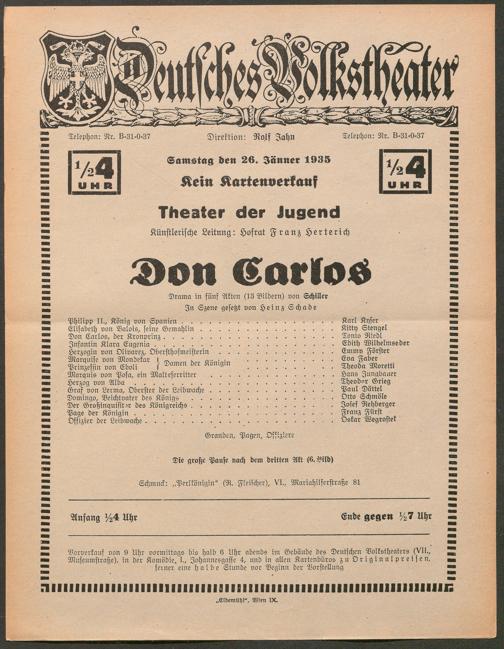 Deutsches Volkstheater
Telephon: Nr. B-31-0-37 Direktion: Rolf Jahn Telephon: Nr. B-31-0-37
1/2 4 UHR Samstag den 26. Jänner 1935 1/2 4 UHR
Kein Kartenverkauf
Theater der Jugend
Künstlerische Leitung: Hofrat Franz Herterich
Don Carlos
Drama in fünf Akten (13 Bildern) von Schiller
In Szene gesetzt von Heinz Schade
Philipp II., König von Spanien Karl Kyser
Elisabeth von Valois, seine Gemahlin Kitty Stengel
Don Carlos, der Kronprinz Tonio Riedl
Infantin Klara Eugenia Edith Wilhelmseder
Herzogin von Olivarez, Obersthofmeisterin Emmy Förster
Marquise von Mondekar } Damen der Königin Eva Faber
Prinzessin von Eboli Theoda Moretti
Marquis von Posa, ein Malteserritter Hans Jungbauer
Herzog von Alba Theodor Grieg
Graf von Lerma, Oberster der Leibwache Paul Döttel
Domingo, Beichtvater des Königs Otto Schmöle
Der Großinquisitor des Königreichs Josef Rehberger
Page der Königin Franz Fürst
Offizier der Leibwache Oskar Wegrostek
Granden, Pagen, Offiziere
Die große Pause nach dem dritten Akt (6. Bild)
Schmuck: „Perlkönigin“ (R. Fleischer), VI., Mariahilferstraße 81
Anfang 1/2 4 Uhr Ende gegen 1/2 7 Uhr
Vorverkauf von 9 Uhr vormittags bis halb 6 Uhr abends im Gebäude des Deutschen Volkstheaters (VII.,
Museumstraße), in der Komödie, I., Johannesgasse 4, und in allen Kartenbüros zu Originalpreisen,
ferner eine halbe Stunde vor Beginn der Vorstellung
„Elbemühl“, Wien IX.